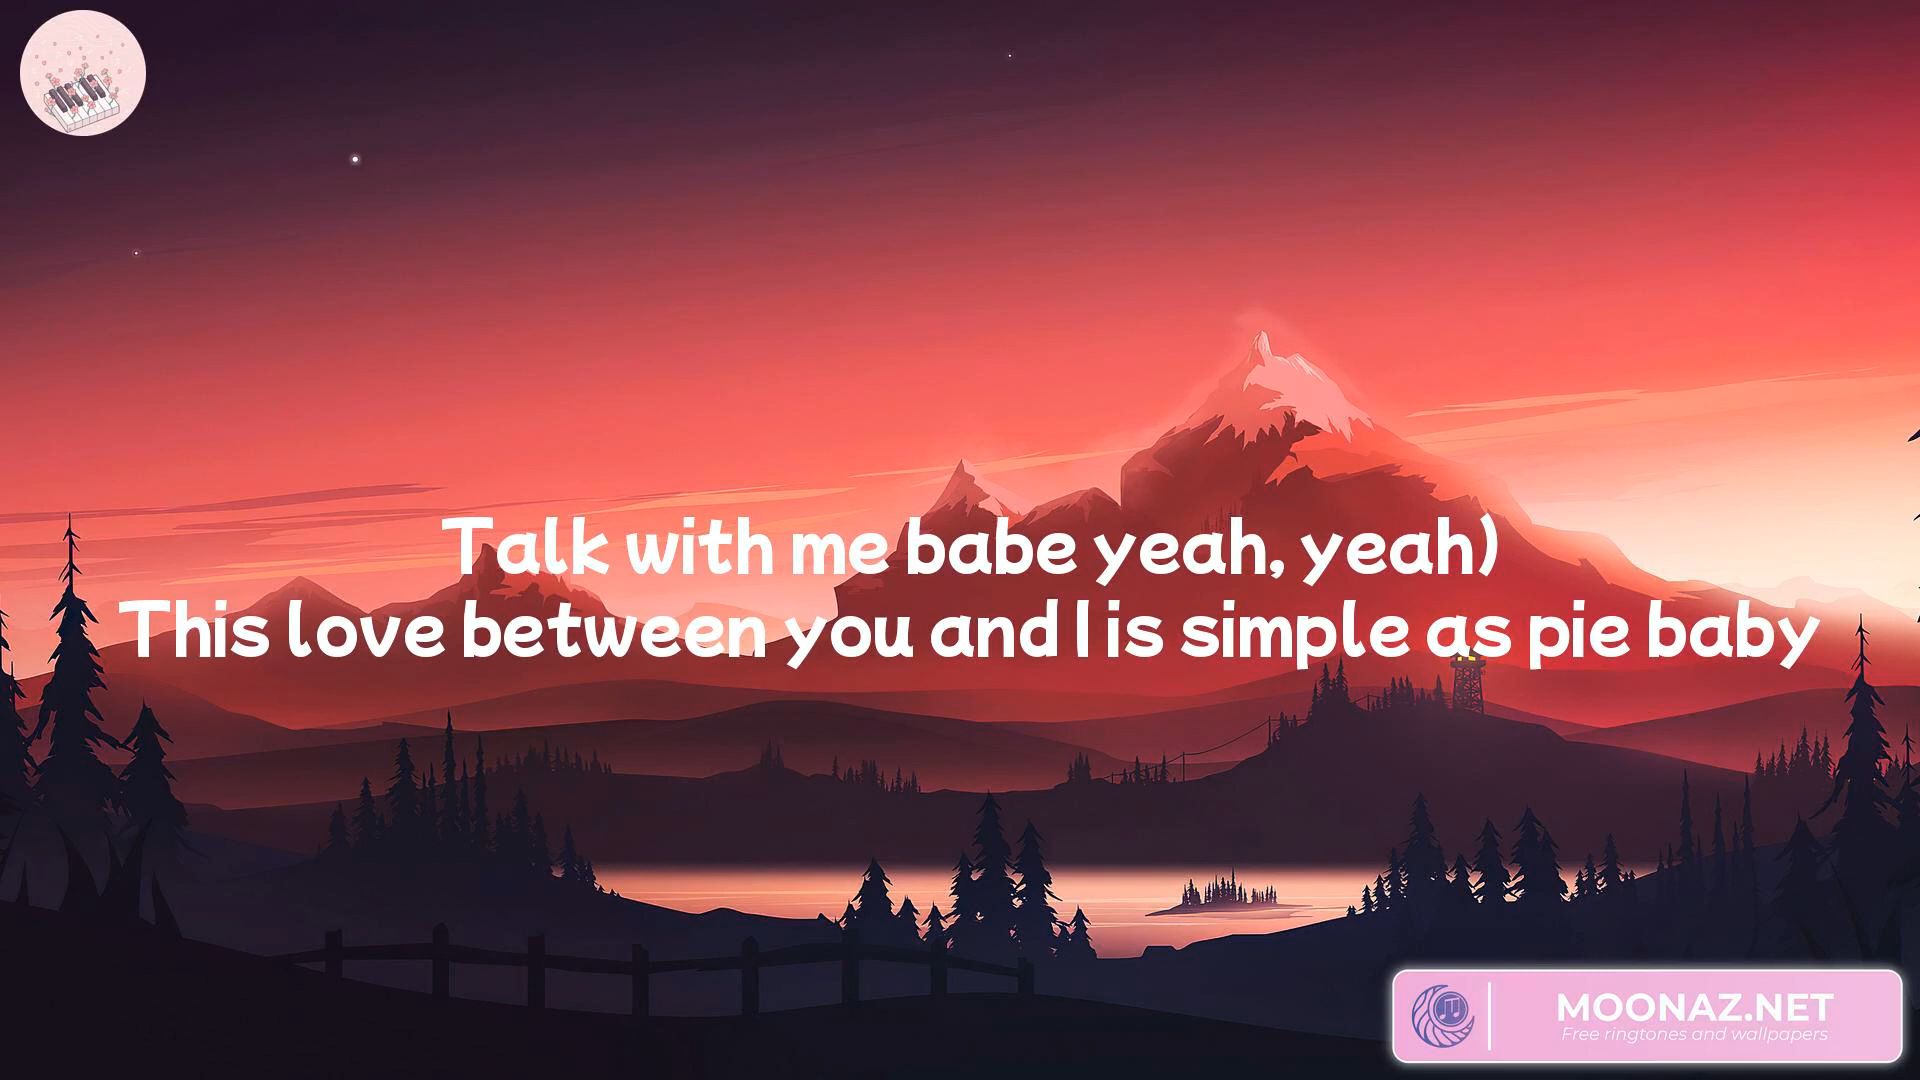 Talk with me babe yeah, yeah)
This love between you and I is simple as pie baby
MOONAZ.NET
Free ringtones and wallpapers